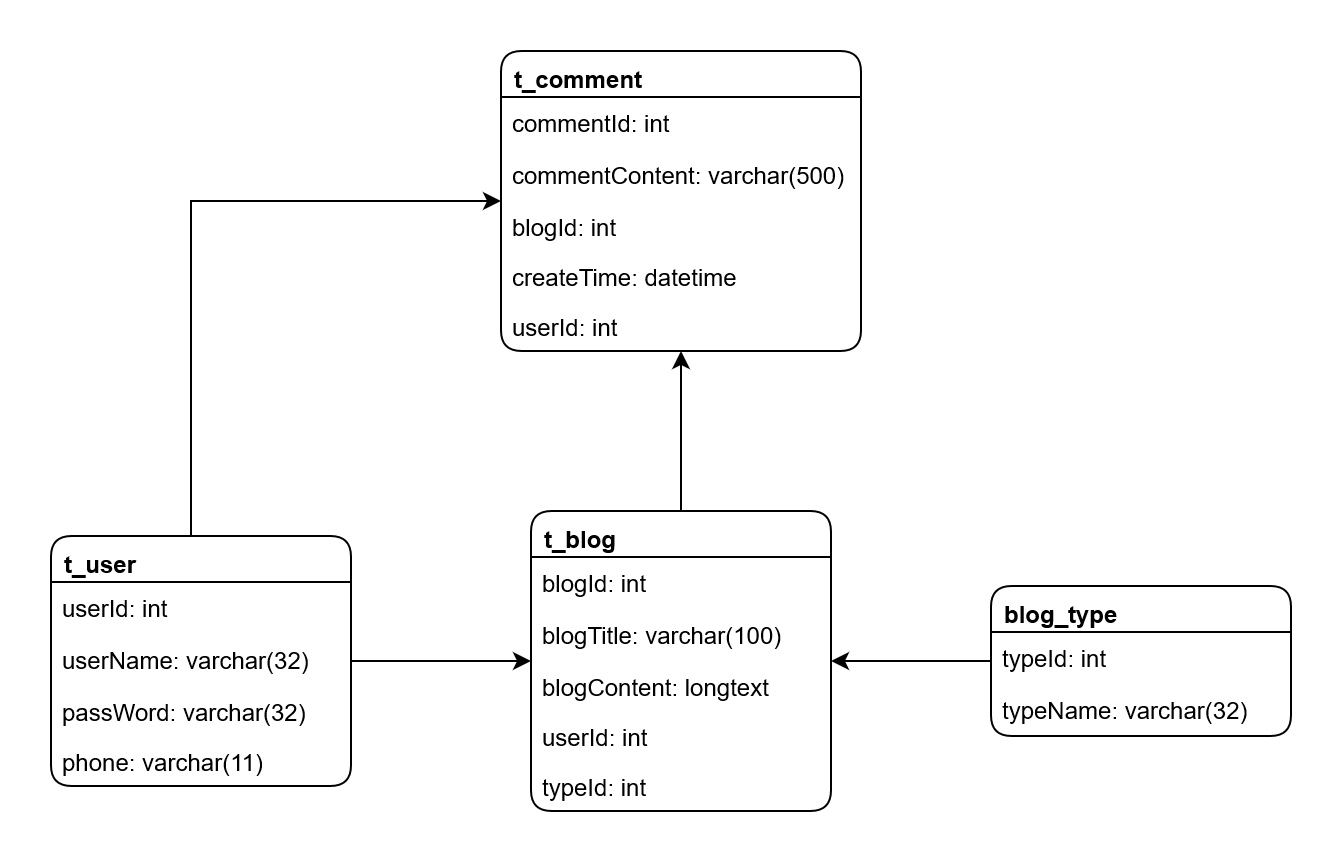 t_comment
commentId: int
commentContent: varchar(500)
blogId: int
createTime: datetime
userId: int
t_user
userId: int
userName: varchar(32)
passWord: varchar(32)
phone: varchar(11)
t_blog
blogId: int
blogTitle: varchar(100)
blogContent: longtext
userId: int
typeId: int
blog_type
typeId: int
typeName: varchar(32)